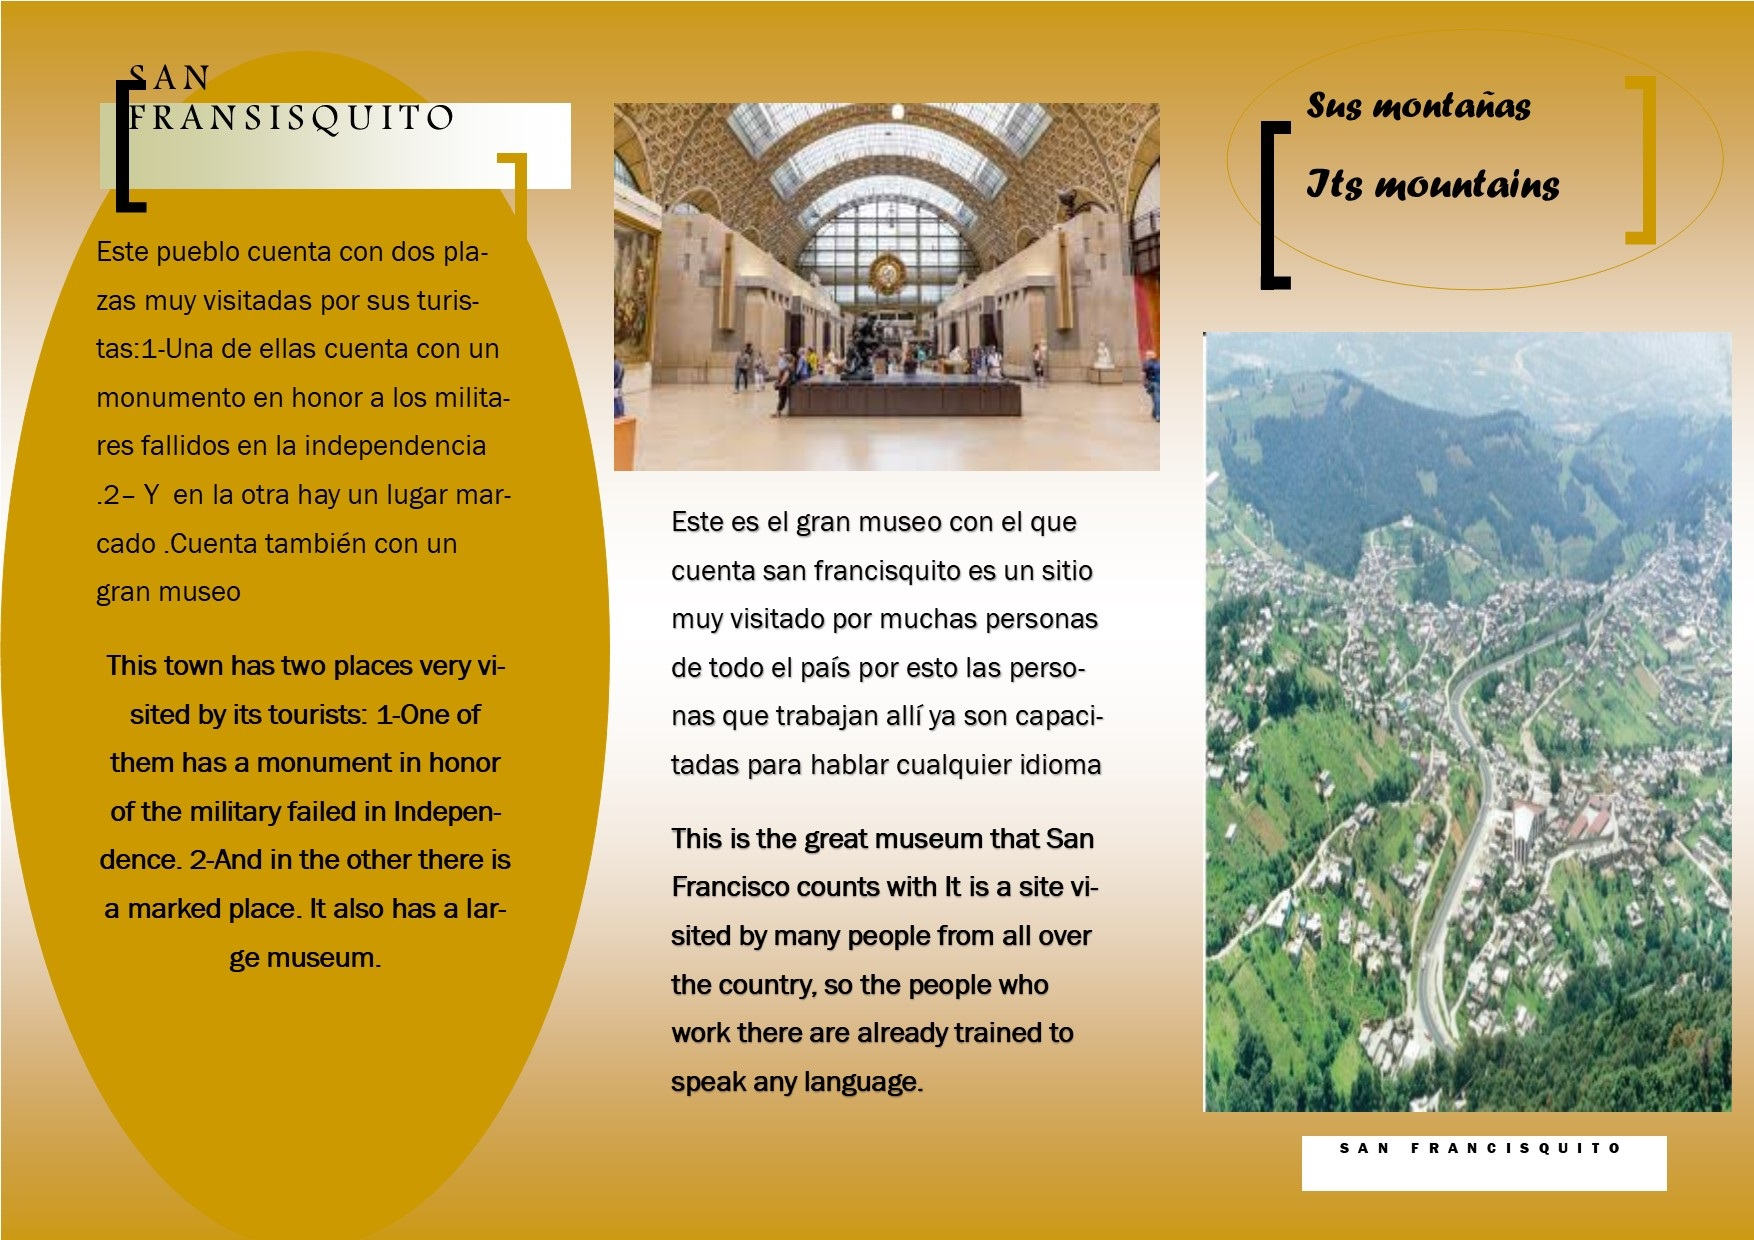 SAN
FRANSISQUITO
Este pueblo cuenta con dos pla-
zas muy visitadas por sus turis-
tas:1-Una de ellas cuenta con un
monumento en honor a los milita-
res fallidos en la independencia
.2– Y  en la otra hay un lugar mar-
cado .Cuenta también con un
gran museo
This town has two places very vi-
sited by its tourists: 1-One of
them has a monument in honor
of the military failed in Indepen-
dence. 2-And in the other there is
a marked place. It also has a lar-
ge museum.
Este es el gran museo con el que
cuenta san francisquito es un sitio
muy visitado por muchas personas
de todo el país por esto las perso-
nas que trabajan allí ya son capaci-
tadas para hablar cualquier idioma
This is the great museum that San
Francisco counts with It is a site vi-
sited by many people from all over
the country, so the people who
work there are already trained to
speak any language.
Sus montañas
Its mountains
SAN FRANCISQUITO